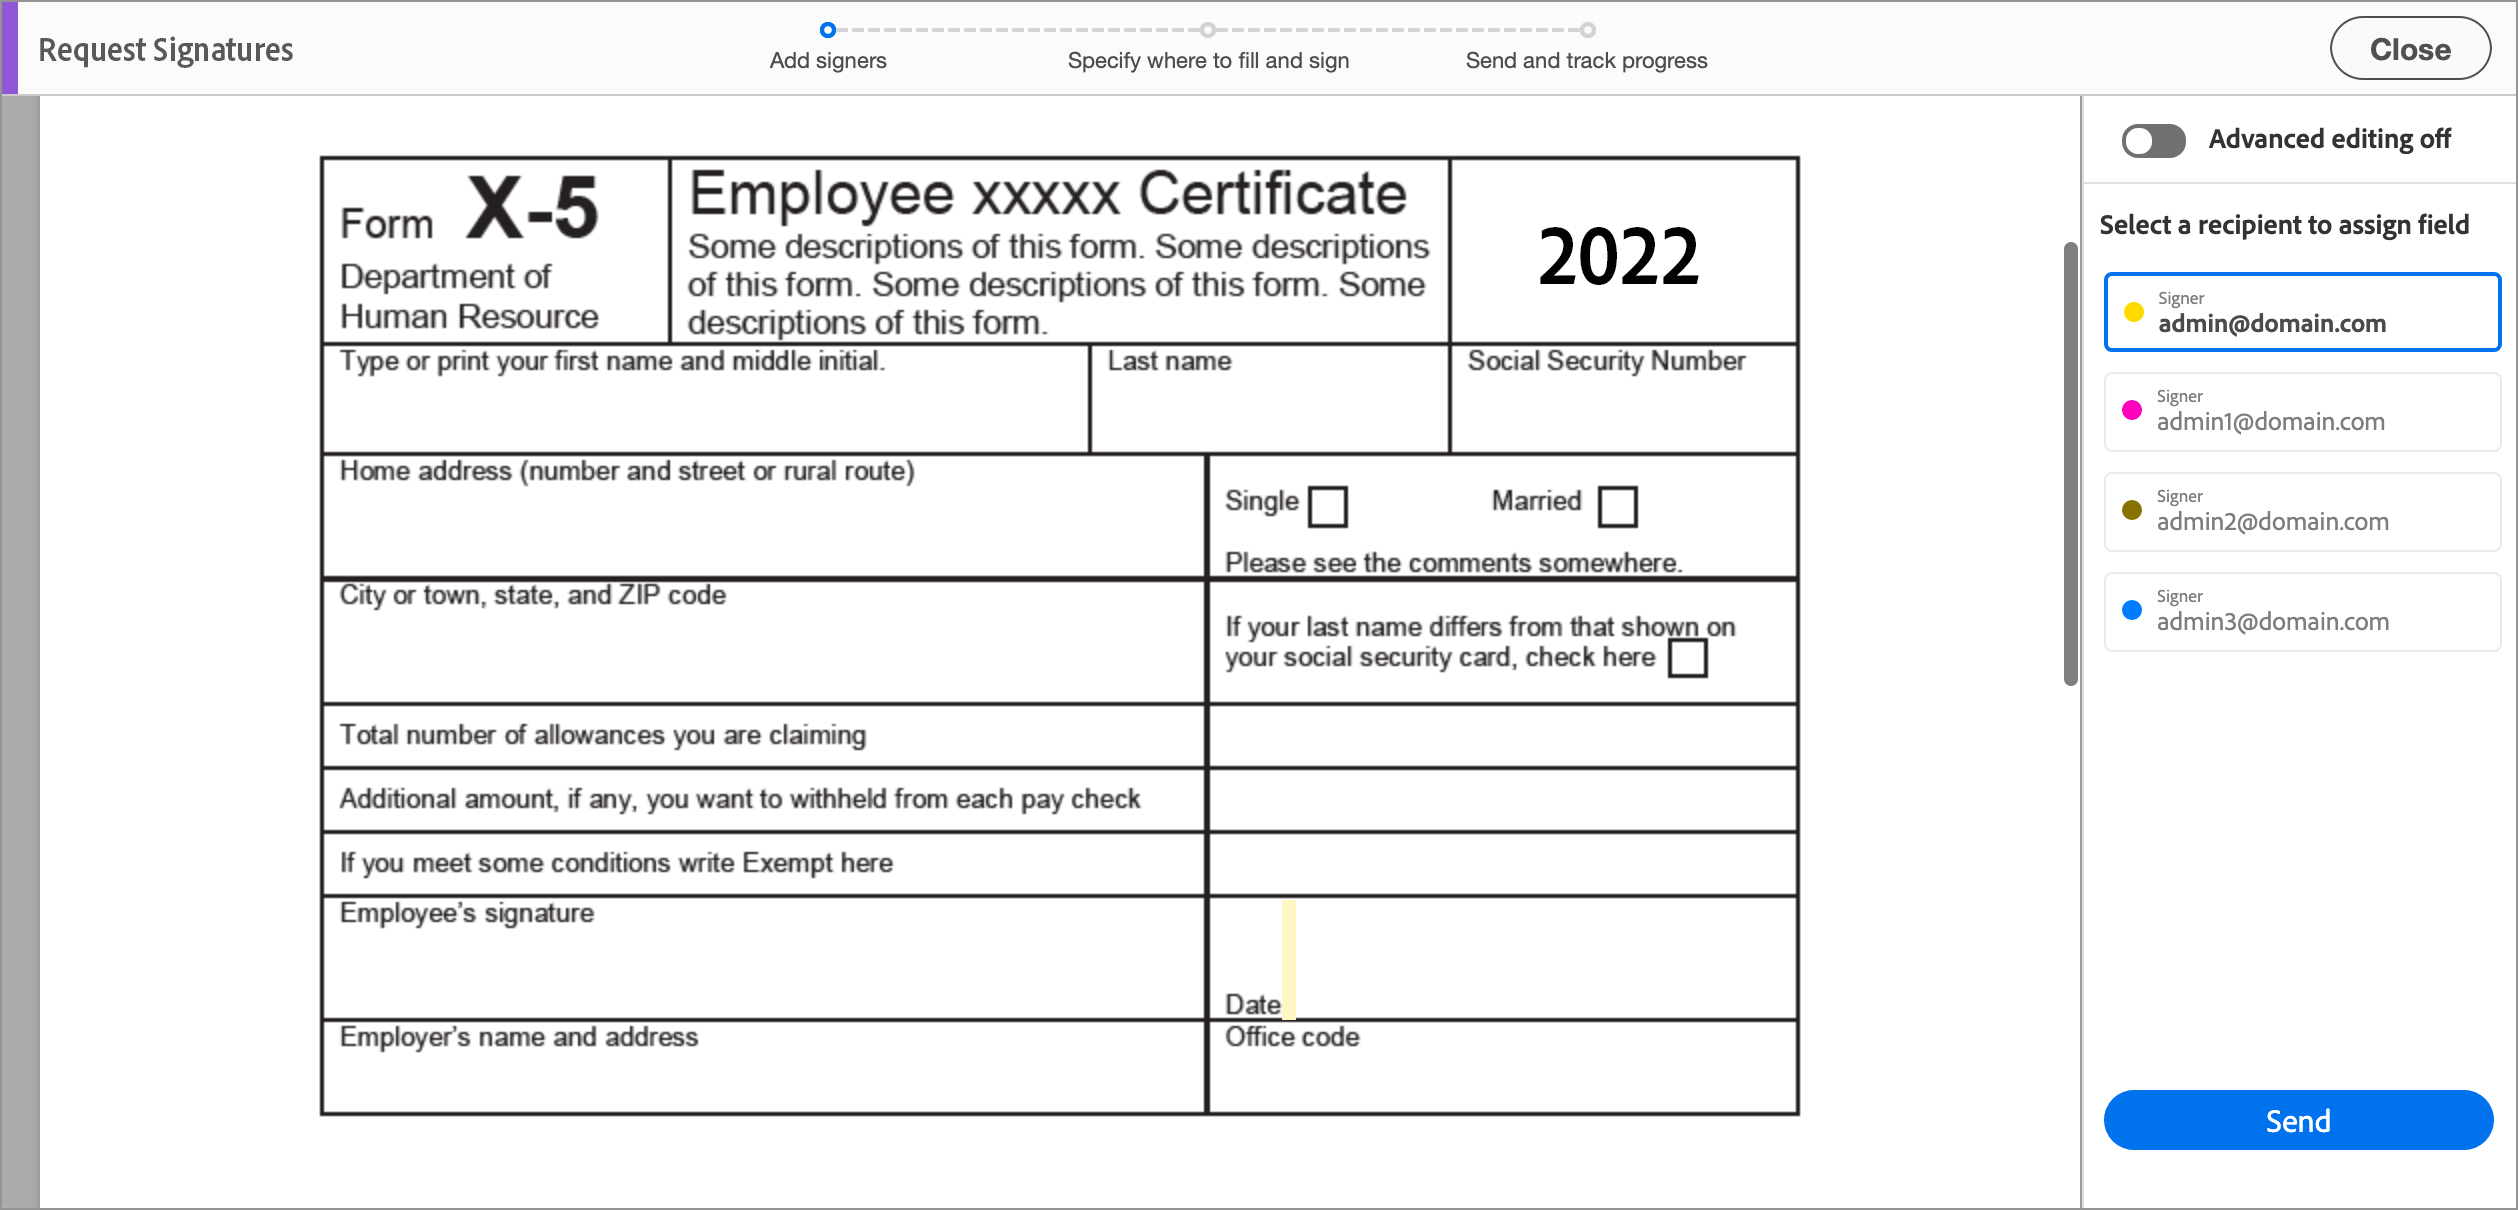 Request Signatures
Add signers
Specify where to fill and sign
Send and track progress
Close
Form X-5
Department of
Human Resource
Employee xxxxx Certificate
Some descriptions of this form. Some descriptions
of this form. Some descriptions of this form. Some
descriptions of this form.
2022
Type or print your first name and middle initial.
Last name
Social Security Number
Home address (number and street or rural route)
Single
Married
Please see the comments somewhere.
City or town, state, and ZIP code
If your last name differs from that shown on
your social security card, check here
Total number of allowances you are claiming
Additional amount, if any, you want to withheld from each pay check
If you meet some conditions write Exempt here
Employee's signature
Date
Employer's name and address
Office code
Advanced editing off
Select a recipient to assign field
Signer
admin@domain.com
Signer
admin1@domain.com
Signer
admin2@domain.com
Signer
admin3@domain.com
Send